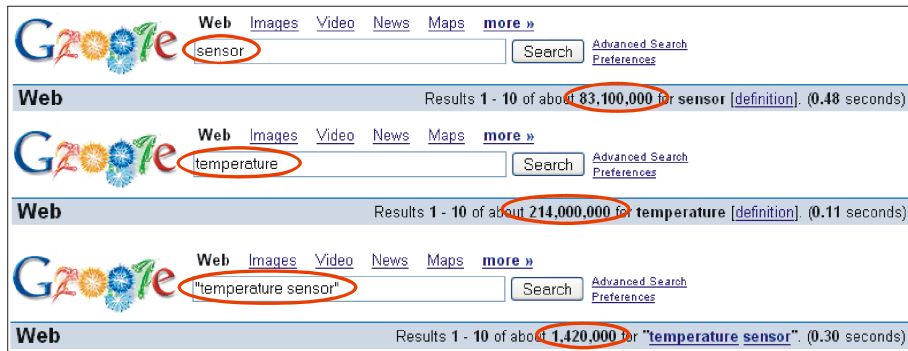 Web Images Video News Maps more »
Google sensor Search Advanced Search
Preferences
Web Results 1 - 10 of about 83,100,000 for sensor [definition]. (0.48 seconds)
Web Images Video News Maps more »
Google temperature Search Advanced Search
Preferences
Web Results 1 - 10 of about 214,000,000 for temperature [definition]. (0.11 seconds)
Web Images Video News Maps more »
Google "temperature sensor" Search Advanced Search
Preferences
Web Results 1 - 10 of about 1,420,000 for "temperature sensor". (0.30 seconds)